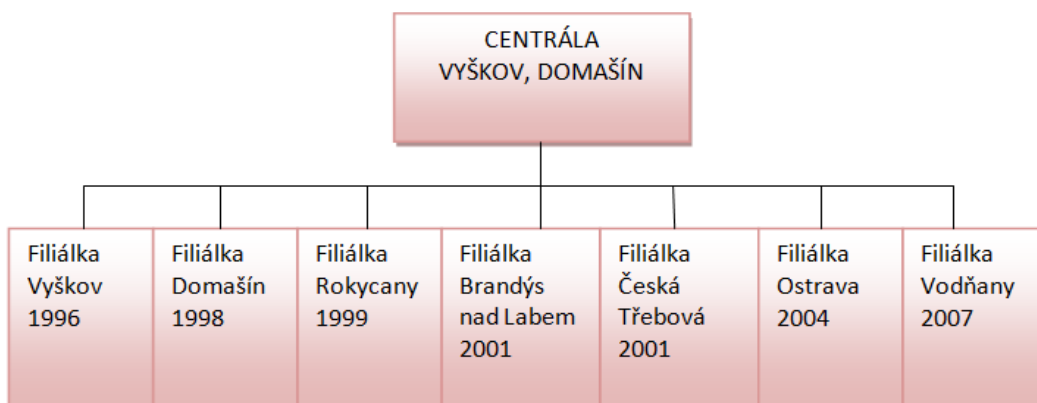 CENTRÁLA
VYŠKOV, DOMAŠÍN
Filiálka
Vyškov
1996
Filiálka
Domašín
1998
Filiálka
Rokycany
1999
Filiálka
Brandýs
nad Labem
2001
Filiálka
Česká
Třebová
2001
Filiálka
Ostrava
2004
Filiálka
Vodňany
2007